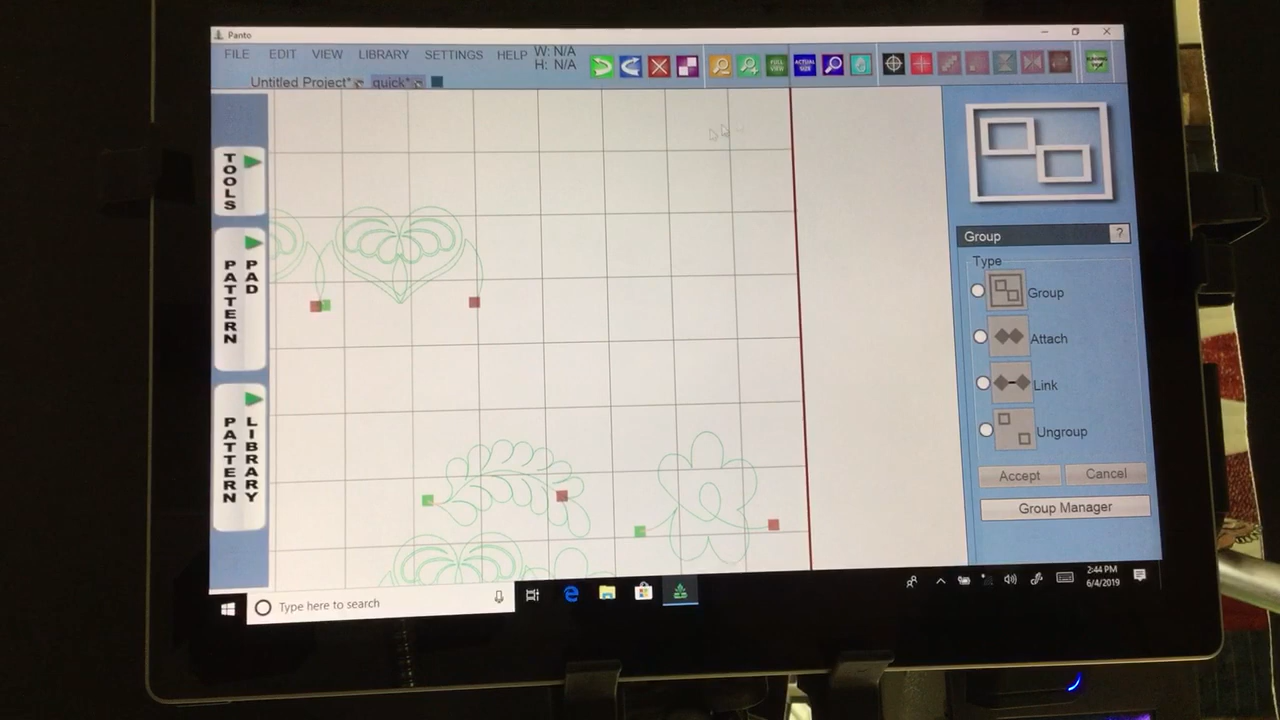 Panto
FILE EDIT VIEW LIBRARY SETTINGS HELP
W: N/A
H: N/A
FULL VIEW
ACTUAL SIZE
Untitled Project*
quick*
TOOLS
PATTERN PAD
PATTERN LIBRARY
Group
?
Type
Group
Attach
Link
Ungroup
Accept Cancel
Group Manager
Type here to search
2:44 PM
6/4/2019